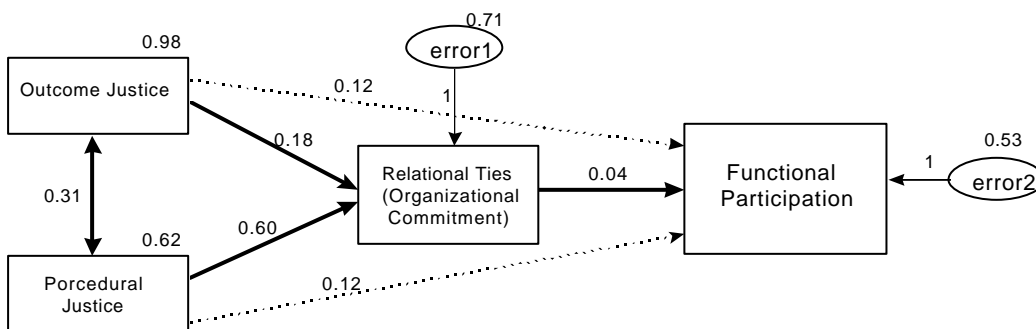 0.71
error1
0.98
Outcome Justice
0.12
1
0.18
0.31
Relational Ties
(Organizational
Commitment)
0.04
Functional
Participation
0.53
1
error2
0.60
0.62
Porcedural
Justice
0.12